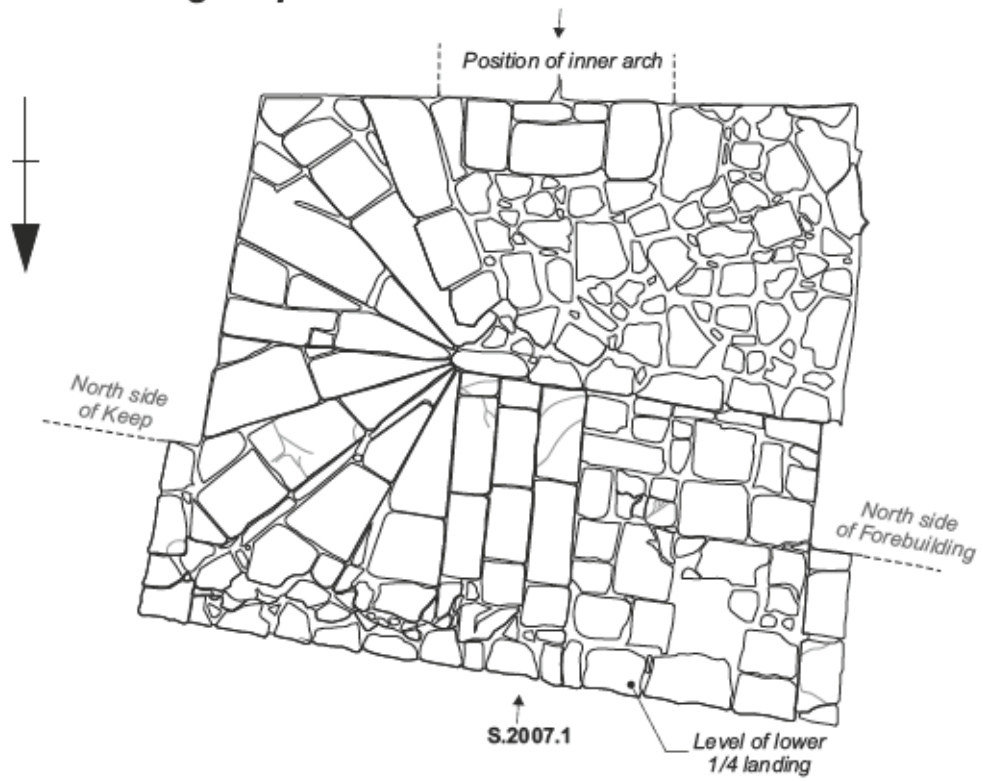 Position of inner arch
North side
of Keep
North side
of Forebuilding
S.2007.1
Level of lower
1/4 landing